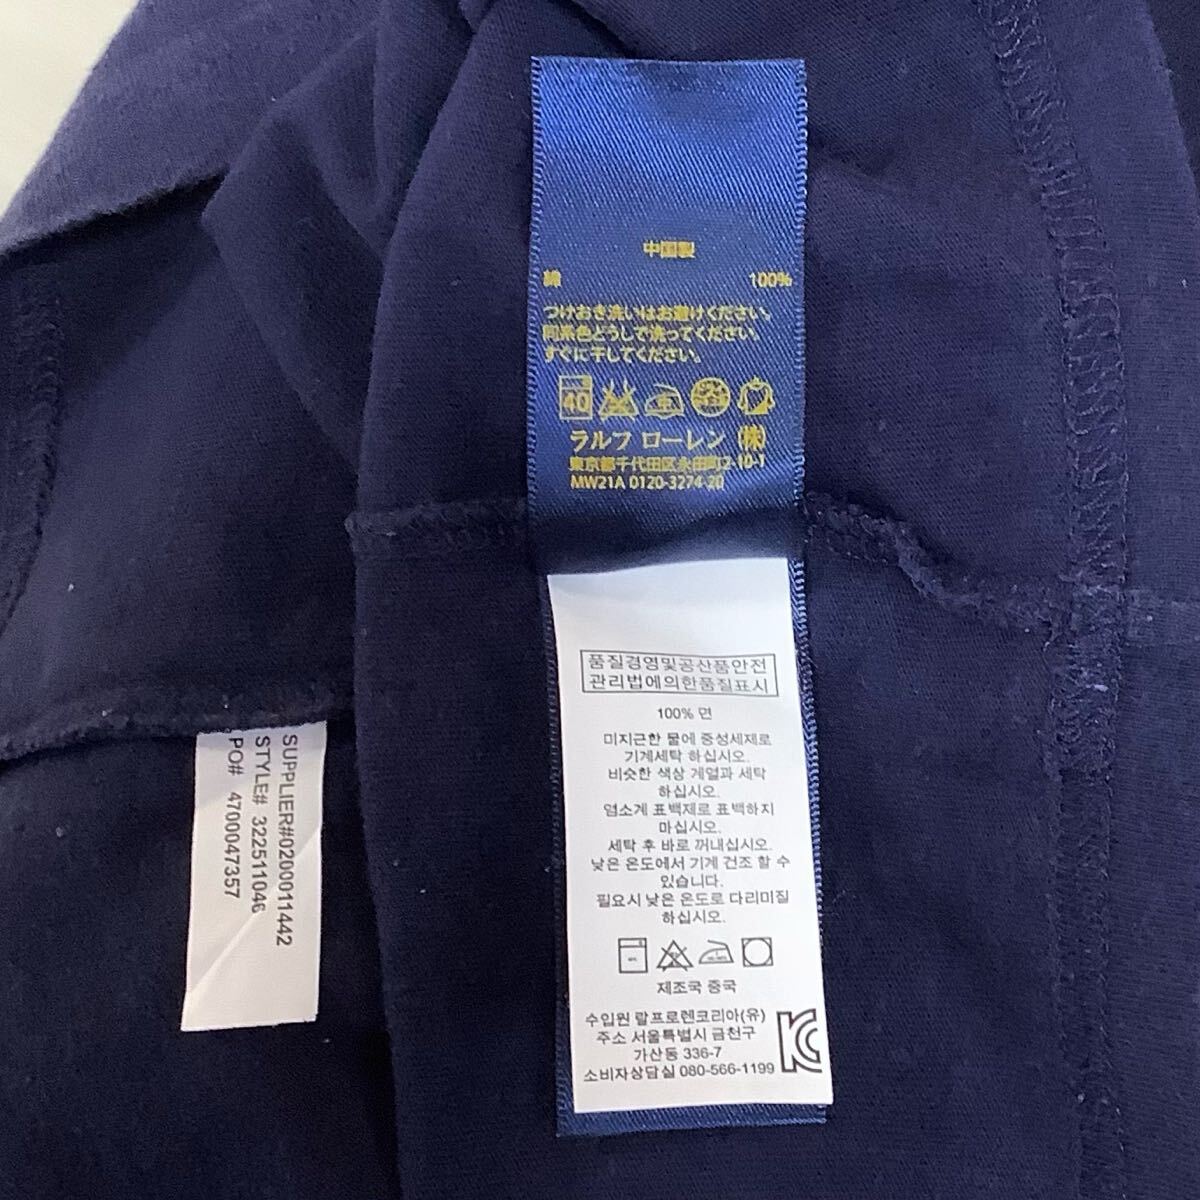 中国製
綿 100%
つけおき洗いはお避けください。
同系色どうしで洗ってください。
すぐに干してください。
40 中
ラルフ ローレン (株)
東京都千代田区永田町2-10-1
MW21A 0120-3274-20
품질경영및공산품안전
관리법에의한품질표시
100% 면
미지근한 물에 중성세제로
기계세탁 하십시오.
비슷한 색상 계열과 세탁
하십시오.
염소계 표백제로 표백하지
마십시오.
세탁 후 바로 꺼내십시오.
낮은 온도에서 기계 건조 할 수
있습니다.
필요시 낮은 온도로 다리미질
하십시오.
제조국 중국
수입원 랄프로렌코리아(유)
주소 서울특별시 금천구
가산동 336-7
소비자상담실 080-566-1199
SUPPLIER#0200011442
STYLE# 322511046
PO# 4700047357